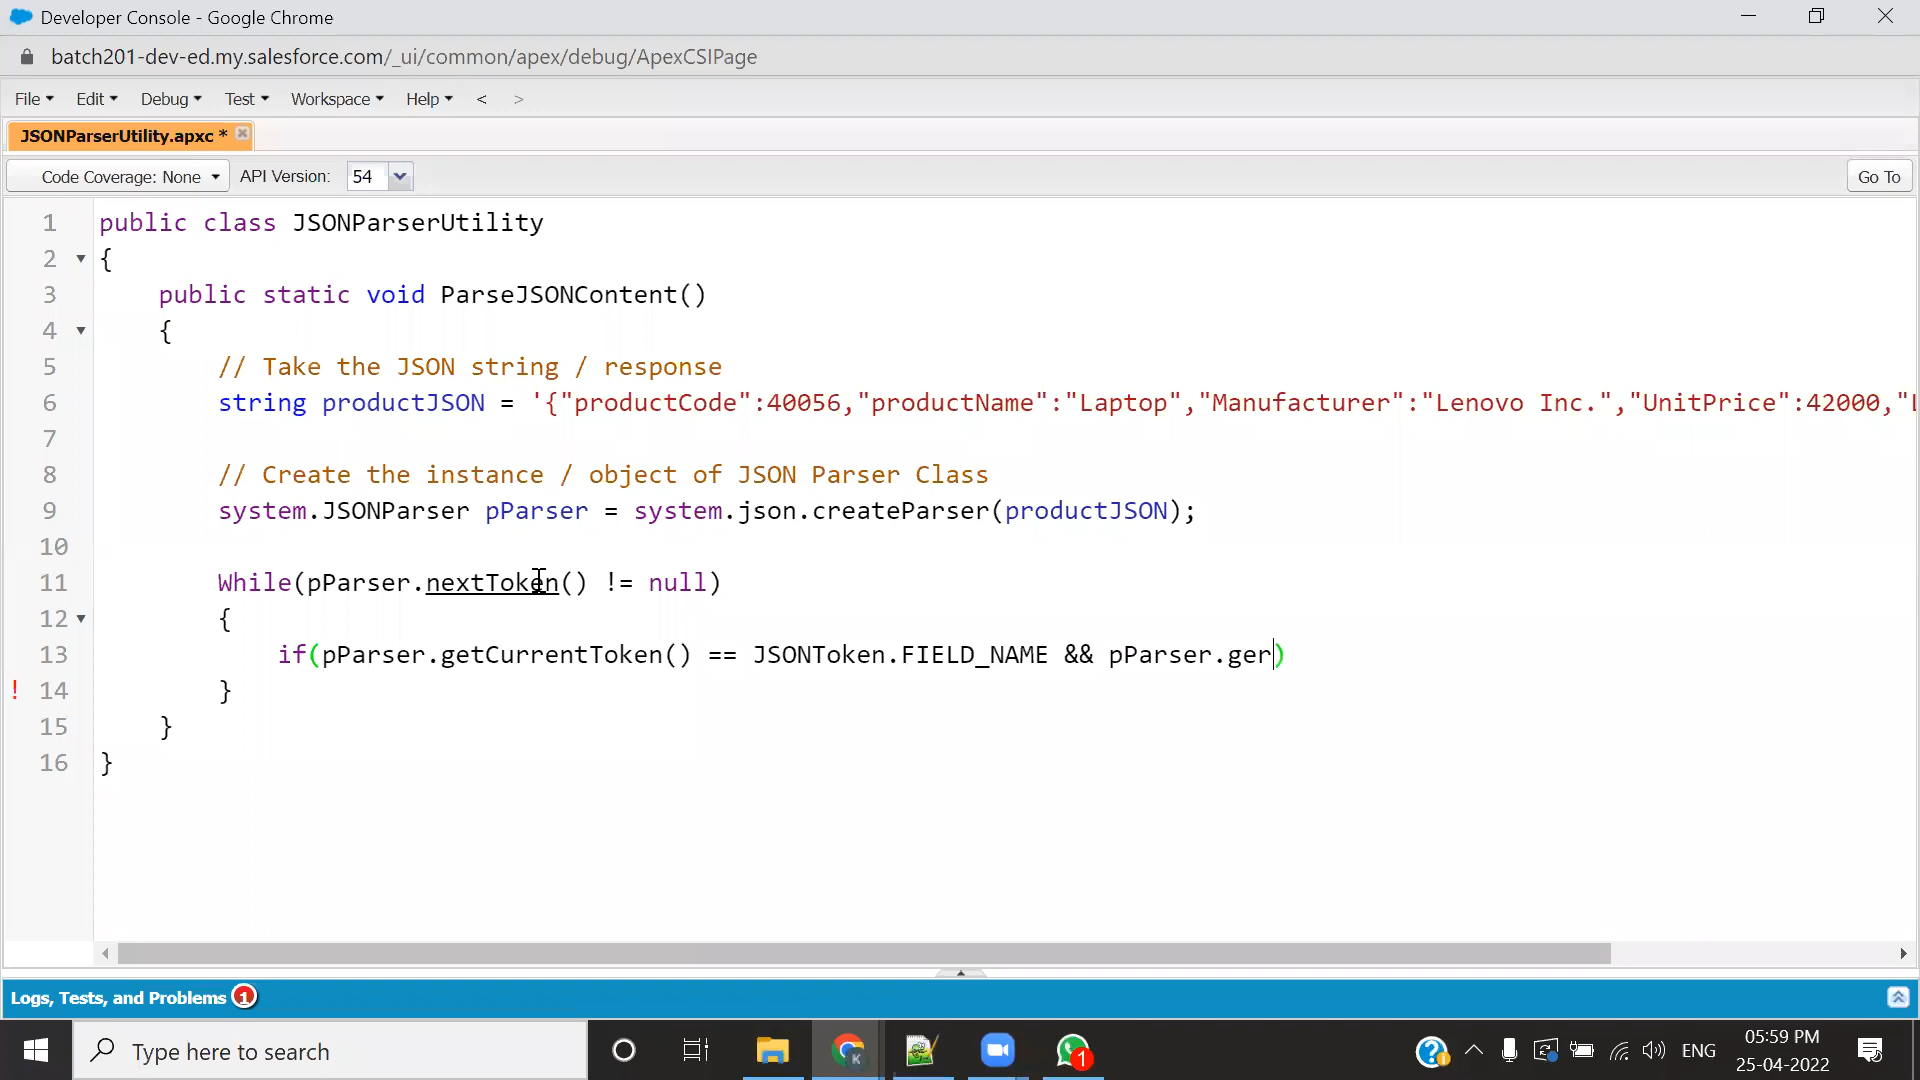 Developer Console - Google Chrome
batch201-dev-ed.my.salesforce.com/_ui/common/apex/debug/ApexCSIPage
File Edit Debug Test Workspace Help < >
JSONParserUtility.apxc *
Code Coverage: None API Version: 54 Go To
1 public class JSONParserUtility
2 {
3 public static void ParseJSONContent()
4 {
5 // Take the JSON string / response
6 string productJSON = '{"productCode":40056,"productName":"Laptop","Manufacturer":"Lenovo Inc.","UnitPrice":42000,"
7
8 // Create the instance / object of JSON Parser Class
9 system.JSONParser pParser = system.json.createParser(productJSON);
10
11 While(pParser.nextToken() != null)
12 {
13 if(pParser.getCurrentToken() == JSONToken.FIELD_NAME && pParser.ger)
! 14 }
15 }
16 }
Logs, Tests, and Problems 1
Type here to search
K
1
ENG
05:59 PM
25-04-2022